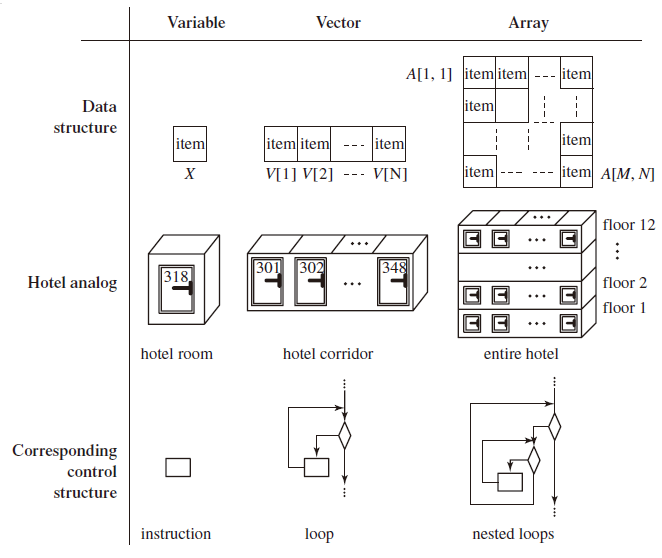 Variable Vector Array
Data
structure
A[1, 1] item item --- item
item
item
item --- --- item A[M, N]
item
X
item item --- item
V[1] V[2] --- V[N]
Hotel analog
318
hotel room
301 302 ... 348
hotel corridor
...
... floor 12
...
... floor 2
... floor 1
entire hotel
Corresponding
control
structure
instruction loop nested loops